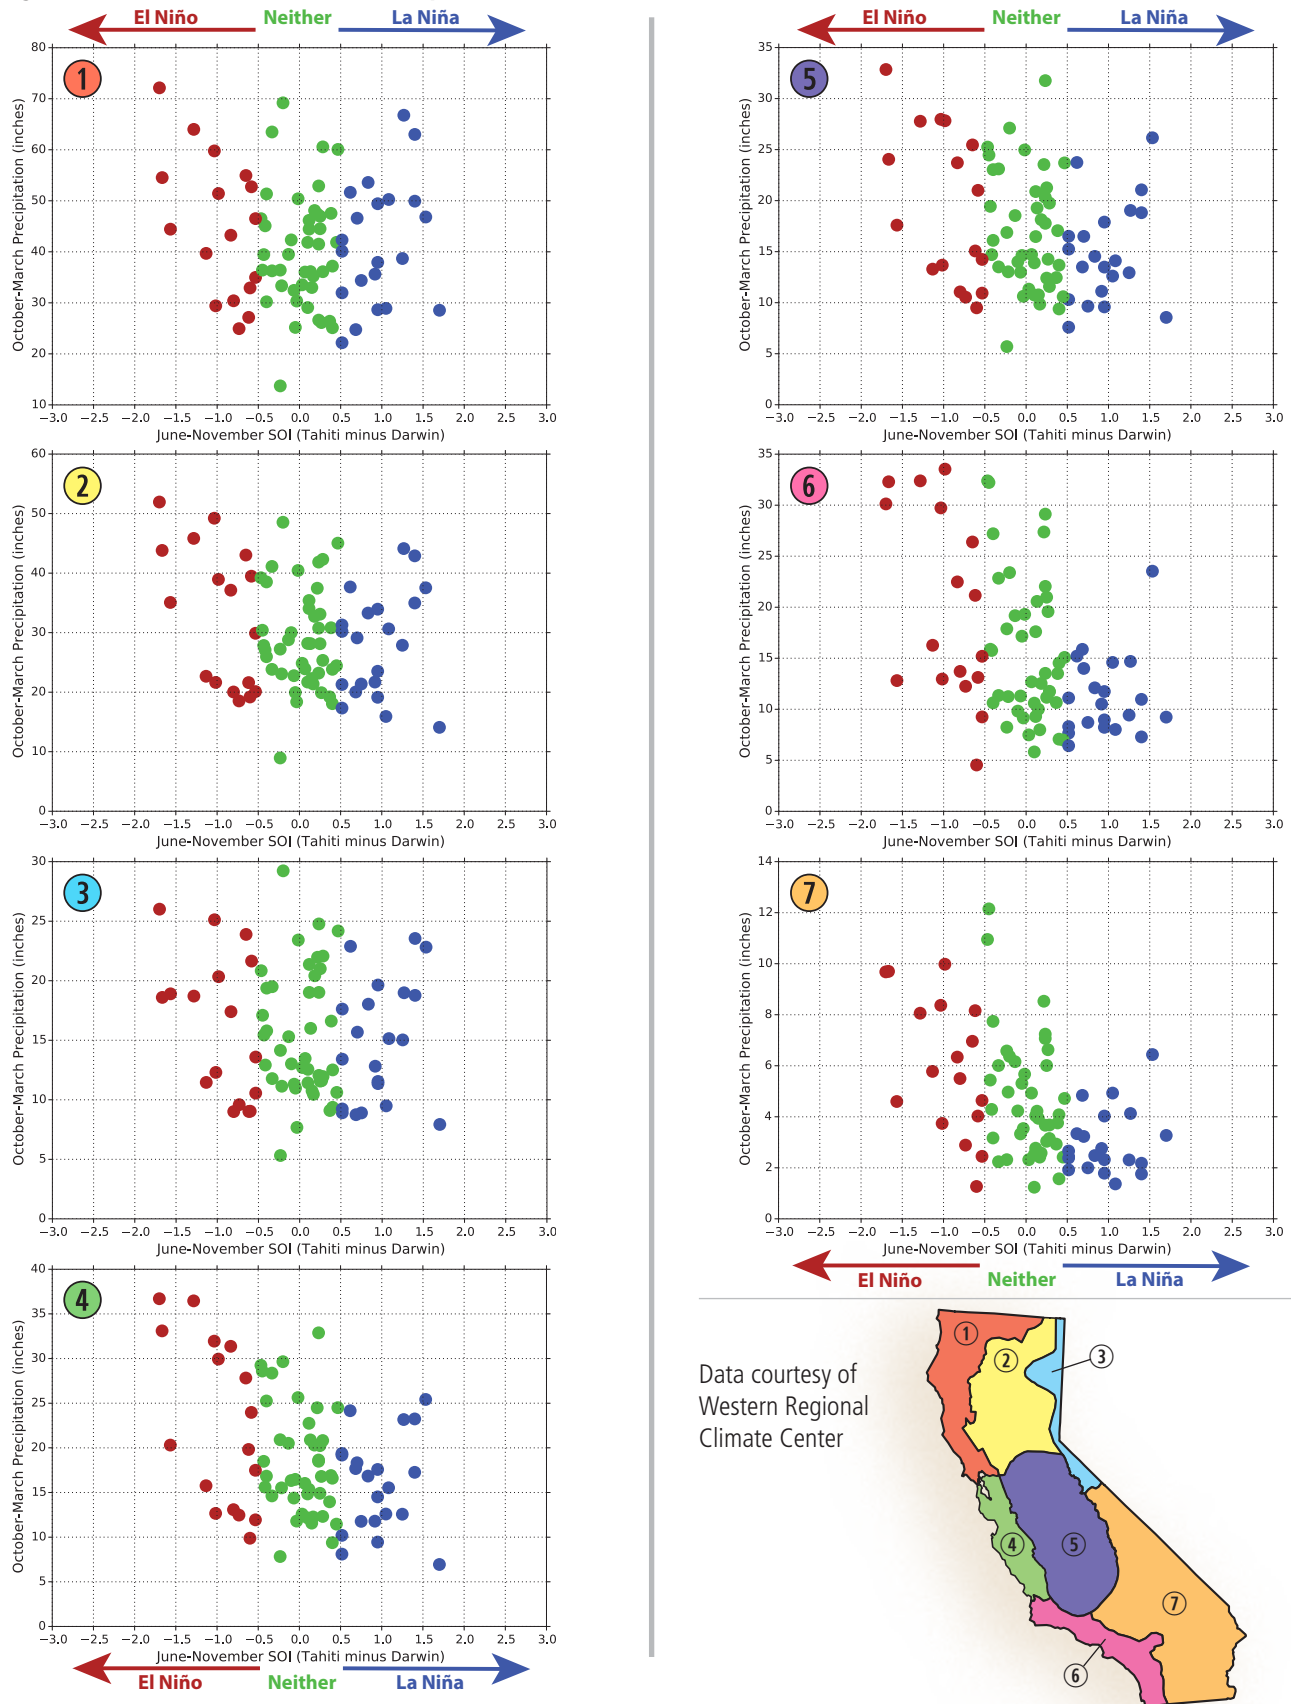 El Niño Neither La Niña
1
80
70
60
50
40
30
20
10
October-March Precipitation (inches)
−3.0 −2.5 −2.0 −1.5 −1.0 −0.5 0.0 0.5 1.0 1.5 2.0 2.5 3.0
June-November SOI (Tahiti minus Darwin)
2
60
50
40
30
20
10
0
October-March Precipitation (inches)
−3.0 −2.5 −2.0 −1.5 −1.0 −0.5 0.0 0.5 1.0 1.5 2.0 2.5 3.0
June-November SOI (Tahiti minus Darwin)
3
30
25
20
15
10
5
0
October-March Precipitation (inches)
−3.0 −2.5 −2.0 −1.5 −1.0 −0.5 0.0 0.5 1.0 1.5 2.0 2.5 3.0
June-November SOI (Tahiti minus Darwin)
4
40
35
30
25
20
15
10
5
0
October-March Precipitation (inches)
−3.0 −2.5 −2.0 −1.5 −1.0 −0.5 0.0 0.5 1.0 1.5 2.0 2.5 3.0
June-November SOI (Tahiti minus Darwin)
El Niño Neither La Niña
El Niño Neither La Niña
5
35
30
25
20
15
10
5
0
October-March Precipitation (inches)
−3.0 −2.5 −2.0 −1.5 −1.0 −0.5 0.0 0.5 1.0 1.5 2.0 2.5 3.0
June-November SOI (Tahiti minus Darwin)
6
35
30
25
20
15
10
5
0
October-March Precipitation (inches)
−3.0 −2.5 −2.0 −1.5 −1.0 −0.5 0.0 0.5 1.0 1.5 2.0 2.5 3.0
June-November SOI (Tahiti minus Darwin)
7
14
12
10
8
6
4
2
0
October-March Precipitation (inches)
−3.0 −2.5 −2.0 −1.5 −1.0 −0.5 0.0 0.5 1.0 1.5 2.0 2.5 3.0
June-November SOI (Tahiti minus Darwin)
El Niño Neither La Niña
Data courtesy of
Western Regional
Climate Center
1
2
3
4
5
7
6